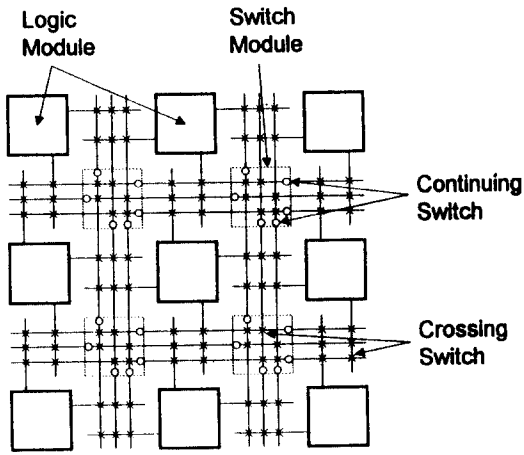 Logic
Module
Switch
Module
Continuing
Switch
Crossing
Switch